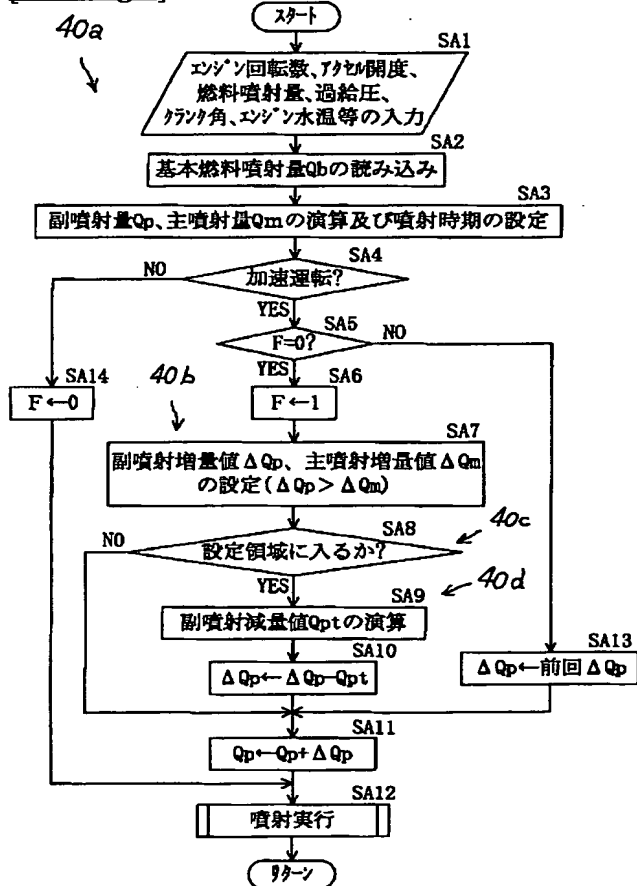 スタート
40a
SA1
エンジン回転数、アクセル開度、
燃料噴射量、過給圧、
クランク角、エンジン水温等の入力
SA2
基本燃料噴射量Qbの読み込み
SA3
副噴射量Qp、主噴射量Qmの演算及び噴射時期の設定
SA4
NO
加速運転?
YES
SA5
F=0?
NO
SA14
40b
YES
SA6
F←0
F←1
SA7
副噴射増量値ΔQp、主噴射増量値ΔQm
の設定(ΔQp>ΔQm)
SA8
40c
NO
設定領域に入るか?
YES
SA9
40d
副噴射減量値Qptの演算
SA10
SA13
ΔQp←ΔQp-Qpt
ΔQp←前回ΔQp
SA11
Qp←Qp+ΔQp
SA12
噴射実行
リターン